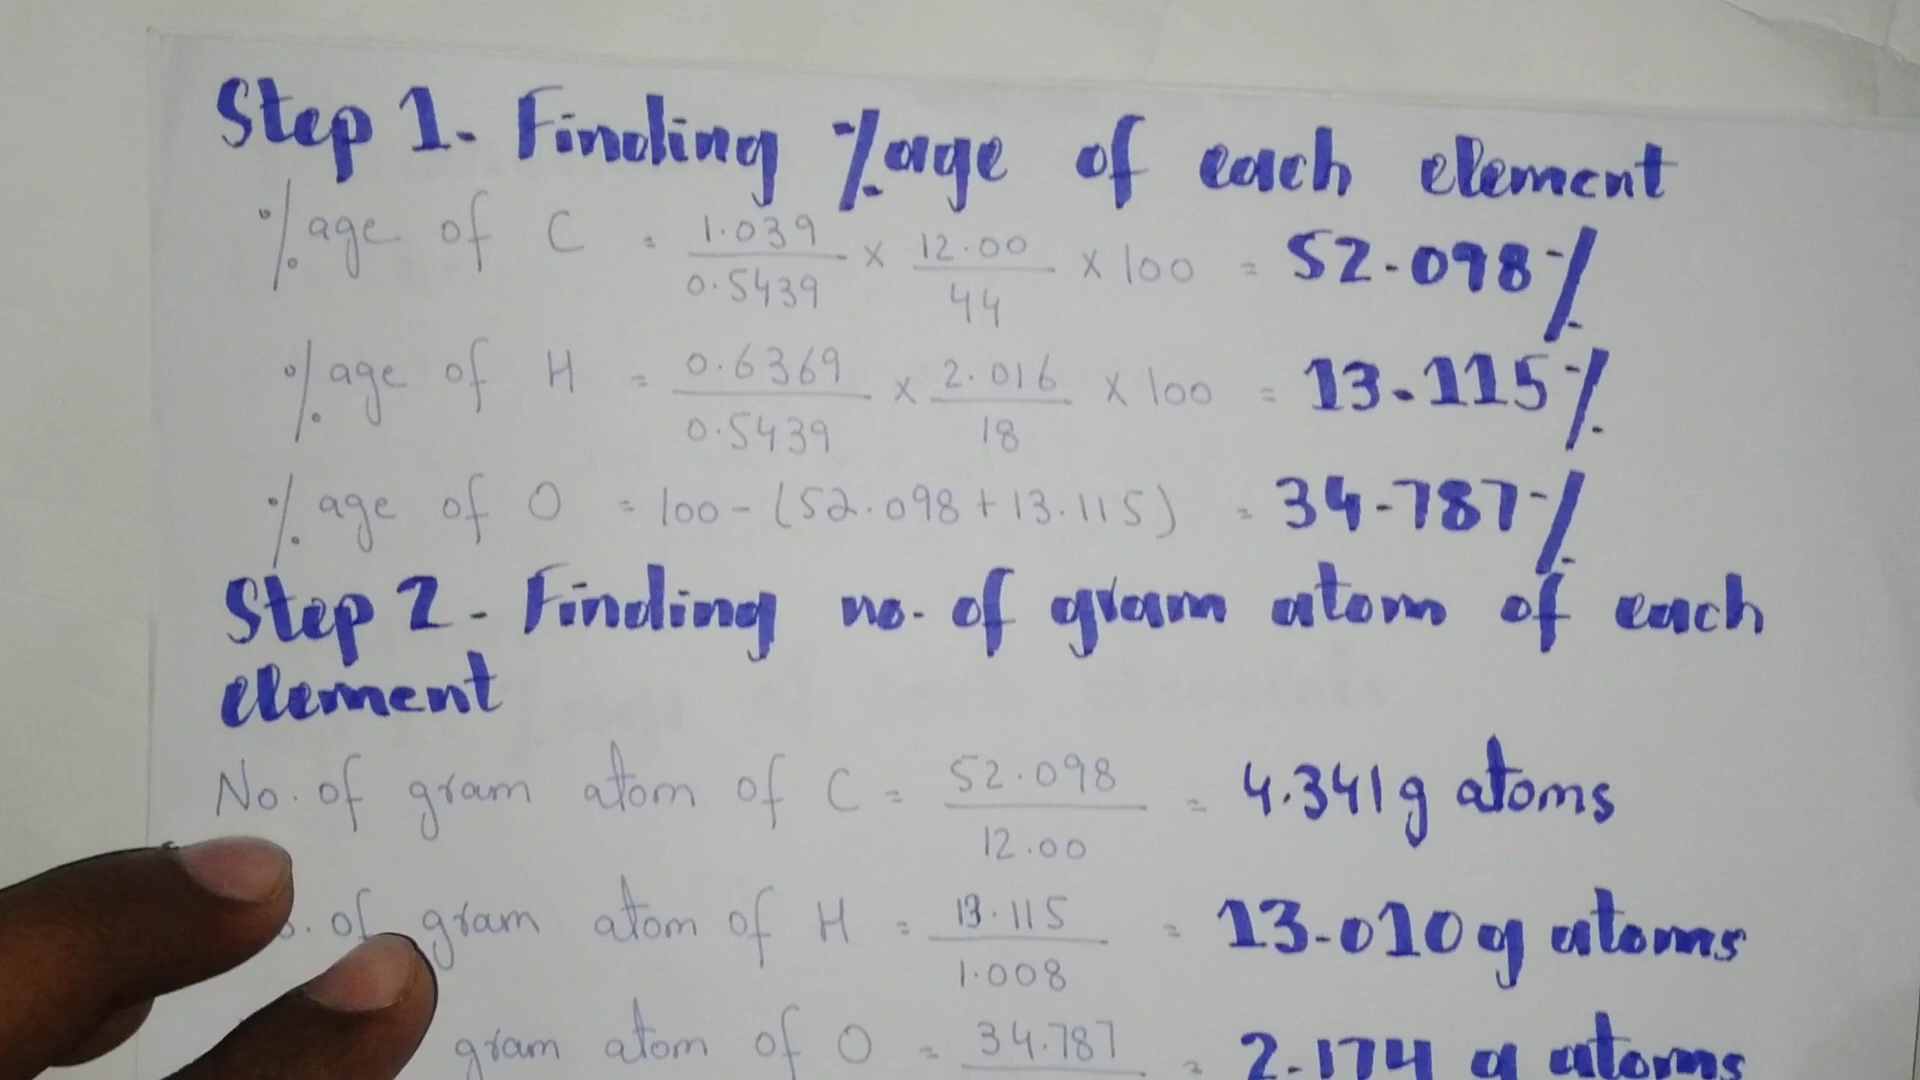 Step 1. Finding %age of each element
%age of C = 1.039/0.5439 × 12.00/44 × 100 = 52.098%
%age of H = 0.6369/0.5439 × 2.016/18 × 100 = 13.115%
%age of O = 100 - (52.098 + 13.115) = 34.787%
Step 2. Finding no. of gram atom of each
element
No. of gram atom of C = 52.098/12.00 = 4.341 g atoms
of gram atom of H = 13.115/1.008 = 13.010 g atoms
gram atom of O = 34.787 = 2.174 g atoms